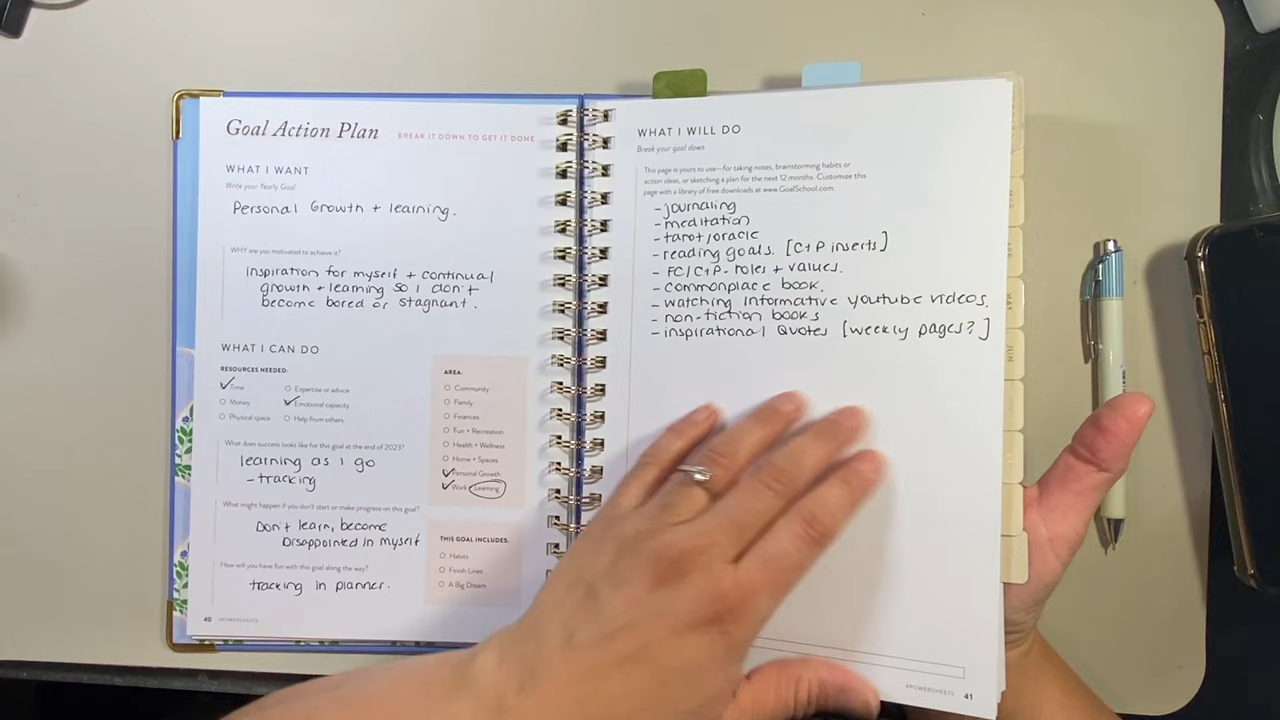 Goal Action Plan
BREAK IT DOWN TO GET IT DONE
WHAT I WANT
Write your Yearly Goal
Personal Growth + learning.
WHY are you motivated to achieve it?
inspiration for myself + continual
growth + learning so i don't
become bored or stagnant.
WHAT I CAN DO
RESOURCES NEEDED:
Time
Expertise or advice
Money
Emotional capacity
Physical space
Help from others
What does success looks like for this goal at the end of 2023?
learning as i go
- tracking
What might happen if you don't start or make progress on this goal?
Don't learn, become
Disappointed in myself
How will you have fun with this goal along the way?
tracking in planner.
AREA:
Community
Family
Finances
Fun + Recreation
Health + Wellness
Home + Spaces
Personal Growth
Work + Learning
THIS GOAL INCLUDES:
Habits
Finish Lines
A Big Dream
40 #POWERSHEETS
WHAT I WILL DO
Break your goal down
This page is yours to use—for taking notes, brainstorming habits or
action ideas, or sketching a plan for the next 12 months. Customize this
page with a library of free downloads at www.GoalSchool.com.
- journaling
- meditation
- tarot/oracle
- reading goals. [C+P inserts]
- FC/C+P- roles + values.
- commonplace book.
- watching informative youtube videos.
- non-fiction books
- inspirational Quotes [weekly pages?]
#POWERSHEETS 41
MAY
JUN